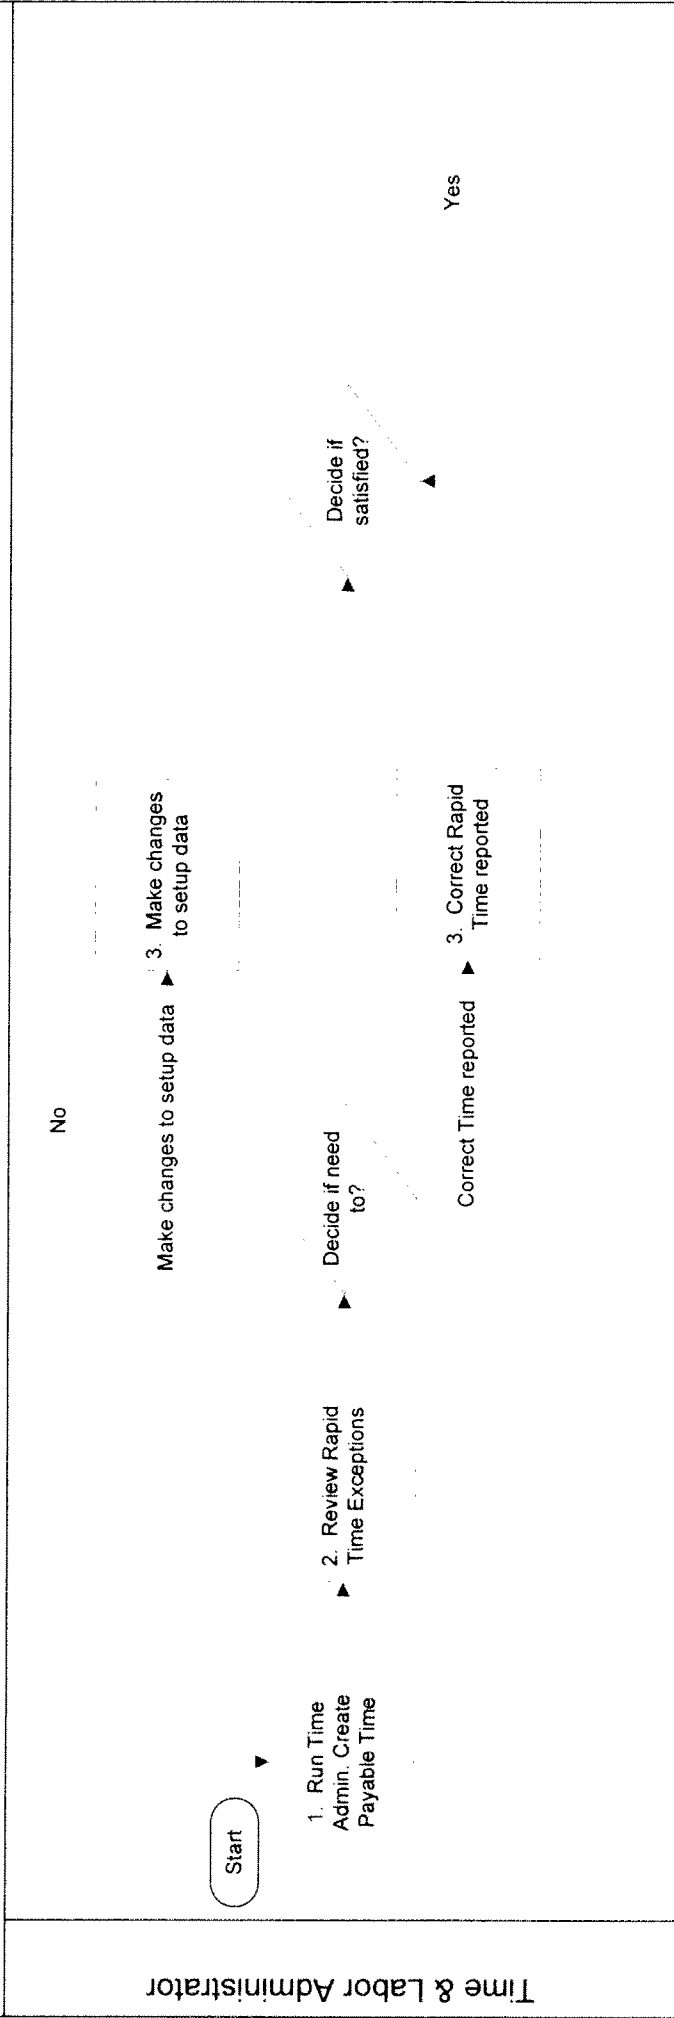 Time & Labor Administrator
Start
1. Run Time
Admin. Create
Payable Time
2. Review Rapid
Time Exceptions
Decide if need
to?
No
Make changes to setup data
3. Make changes
to setup data
Correct Time reported
3. Correct Rapid
Time reported
Decide if
satisfied?
Yes